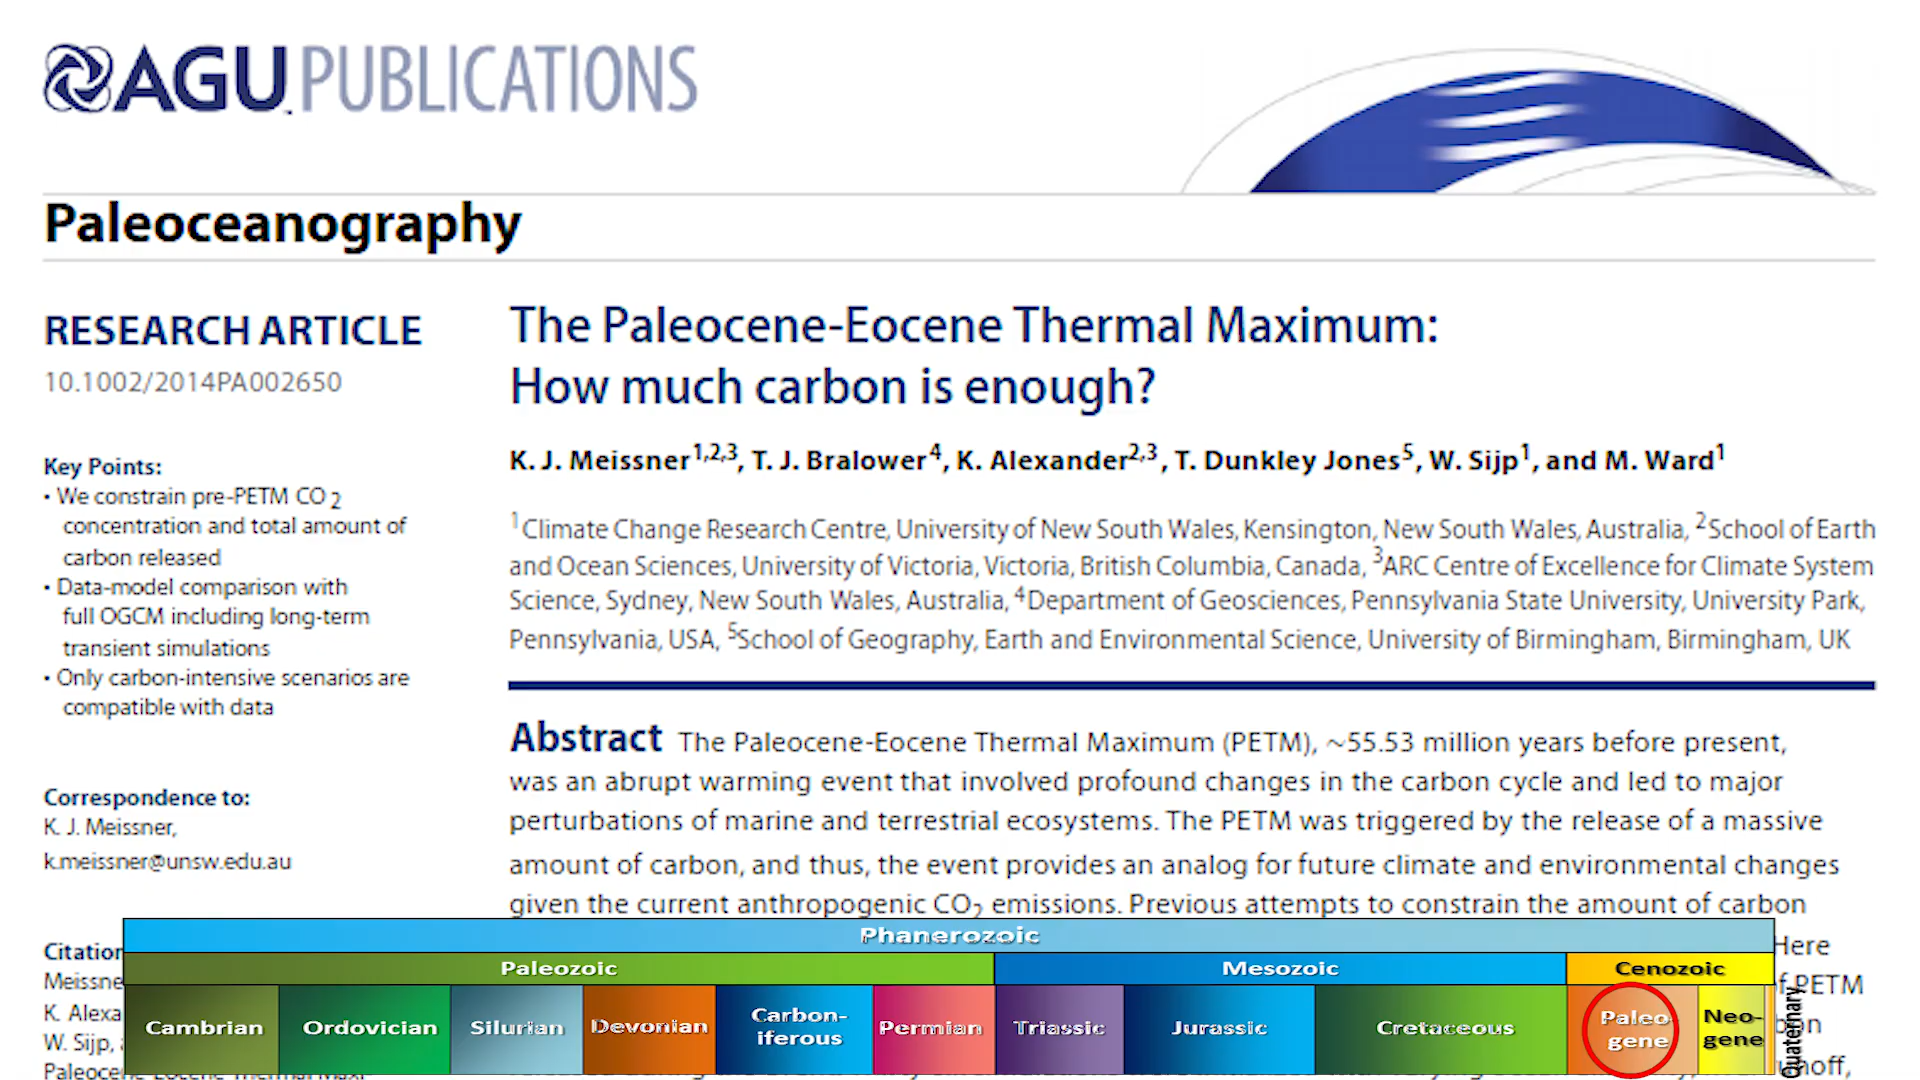 AGU PUBLICATIONS
Paleoceanography
RESEARCH ARTICLE
10.1002/2014PA002650
Key Points:
• We constrain pre-PETM CO2
concentration and total amount of
carbon released
• Data-model comparison with
full OGCM including long-term
transient simulations
• Only carbon-intensive scenarios are
compatible with data
Correspondence to:
K. J. Meissner,
k.meissner@unsw.edu.au
Citation
Meissne
K. Alexa
W. Sijp,
The Paleocene-Eocene Thermal Maximum:
How much carbon is enough?
K. J. Meissner1,2,3, T. J. Bralower4, K. Alexander2,3, T. Dunkley Jones5, W. Sijp1, and M. Ward1
1Climate Change Research Centre, University of New South Wales, Kensington, New South Wales, Australia, 2School of Earth
and Ocean Sciences, University of Victoria, Victoria, British Columbia, Canada, 3ARC Centre of Excellence for Climate System
Science, Sydney, New South Wales, Australia, 4Department of Geosciences, Pennsylvania State University, University Park,
Pennsylvania, USA, 5School of Geography, Earth and Environmental Science, University of Birmingham, Birmingham, UK
Abstract The Paleocene-Eocene Thermal Maximum (PETM), ~55.53 million years before present,
was an abrupt warming event that involved profound changes in the carbon cycle and led to major
perturbations of marine and terrestrial ecosystems. The PETM was triggered by the release of a massive
amount of carbon, and thus, the event provides an analog for future climate and environmental changes
given the current anthropogenic CO2 emissions. Previous attempts to constrain the amount of carbon
Here
PETM
Phanerozoic
Paleozoic Mesozoic Cenozoic
Cambrian Ordovician Silurian Devonian Carbon-
iferous Permian Triassic Jurassic Cretaceous Paleo
gene Neo-
gene Quaternary